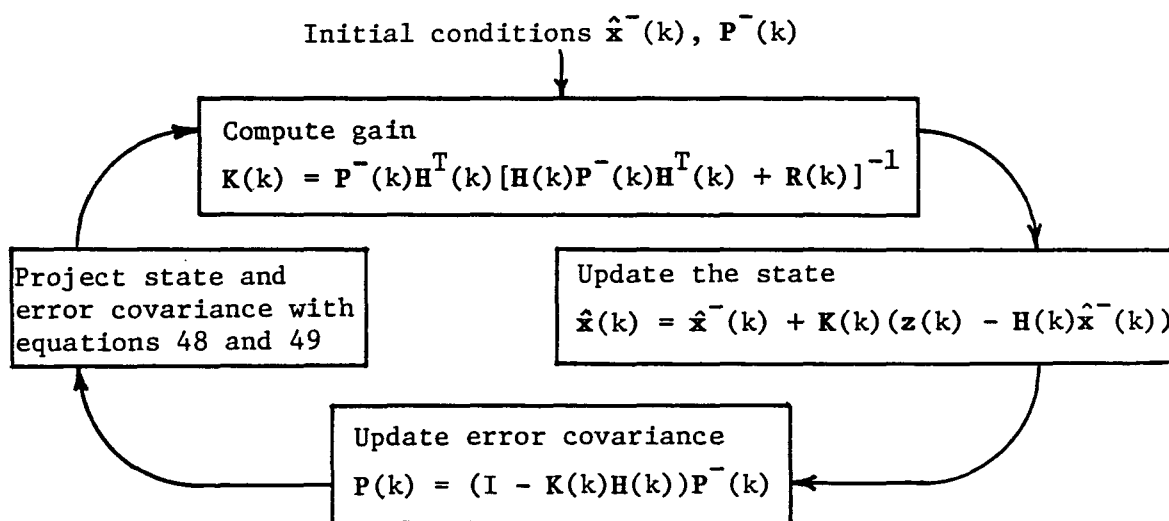 Initial conditions x̂⁻(k), P⁻(k)
Compute gain
K(k) = P⁻(k)Hᵀ(k)[H(k)P⁻(k)Hᵀ(k) + R(k)]⁻¹
Update the state
x̂(k) = x̂⁻(k) + K(k)(z(k) - H(k)x̂⁻(k))
Update error covariance
P(k) = (I - K(k)H(k))P⁻(k)
Project state and
error covariance with
equations 48 and 49